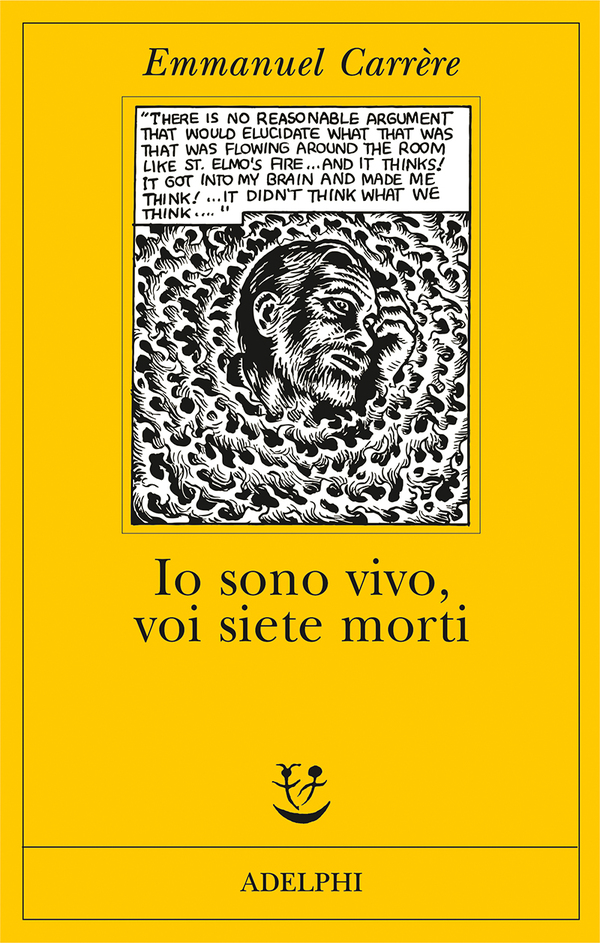 Emmanuel Carrère
"THERE IS NO REASONABLE ARGUMENT
THAT WOULD ELUCIDATE WHAT THAT WAS
THAT WAS FLOWING AROUND THE ROOM
LIKE ST. ELMO'S FIRE...AND IT THINKS!
IT GOT INTO MY BRAIN AND MADE ME
THINK! ...IT DIDN'T THINK WHAT WE
THINK...."
Io sono vivo,
voi siete morti
ADELPHI